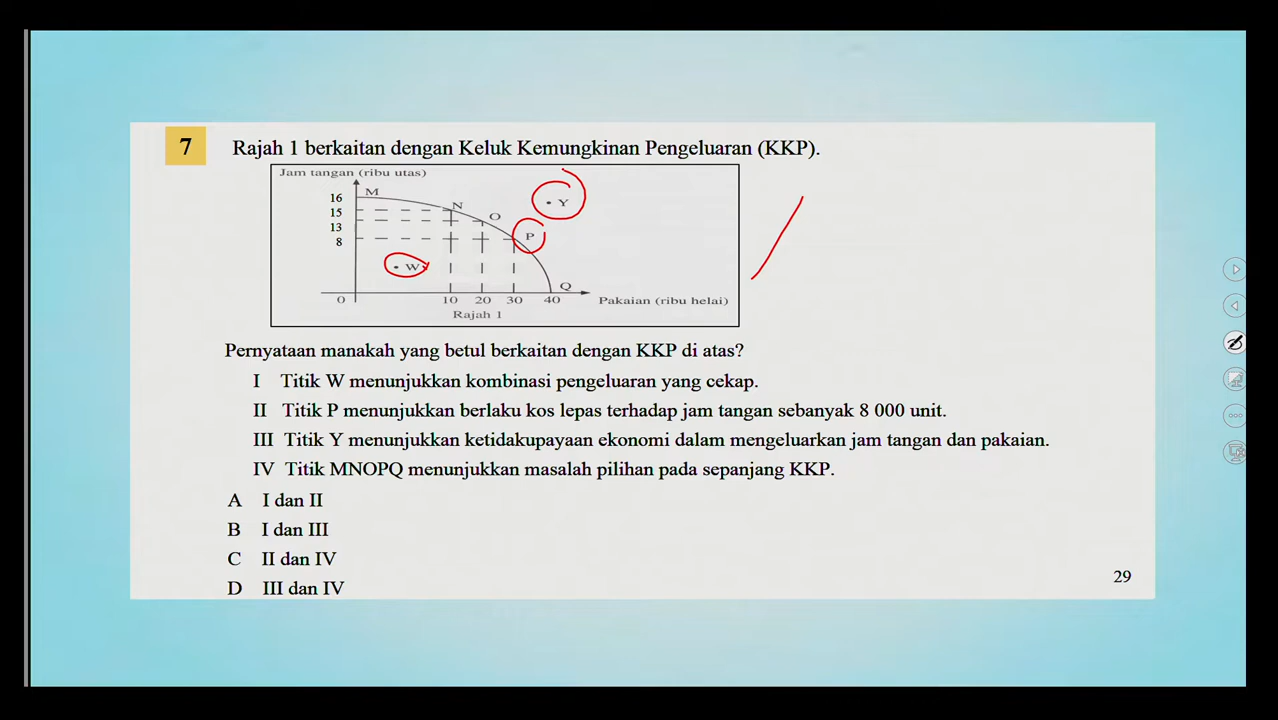 7 Rajah 1 berkaitan dengan Keluk Kemungkinan Pengeluaran (KKP).
Jam tangan (ribu utas)
16 M
15 N
13 O
8 P
Y
W
Q
0 10 20 30 40 Pakaian (ribu helai)
Rajah 1
Pernyataan manakah yang betul berkaitan dengan KKP di atas?
I Titik W menunjukkan kombinasi pengeluaran yang cekap.
II Titik P menunjukkan berlaku kos lepas terhadap jam tangan sebanyak 8 000 unit.
III Titik Y menunjukkan ketidakupayaan ekonomi dalam mengeluarkan jam tangan dan pakaian.
IV Titik MNOPQ menunjukkan masalah pilihan pada sepanjang KKP.
A I dan II
B I dan III
C II dan IV
D III dan IV
29